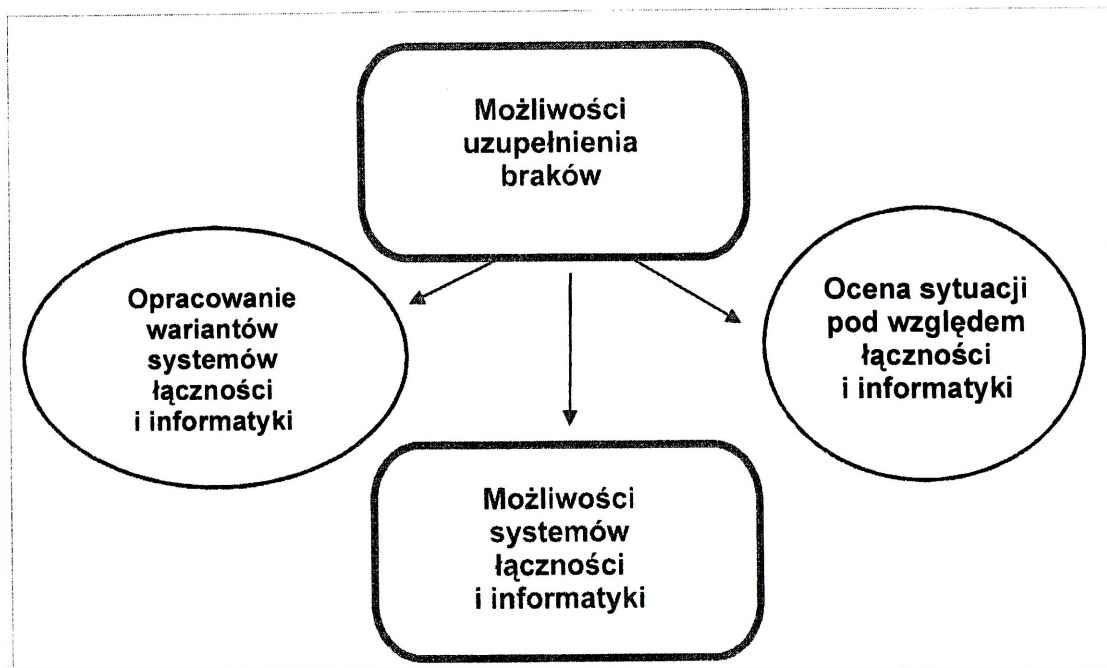 Możliwości
uzupełnienia
braków
Opracowanie
wariantów
systemów
łączności
i informatyki
Ocena sytuacji
pod względem
łączności
i informatyki
Możliwości
systemów
łączności
i informatyki